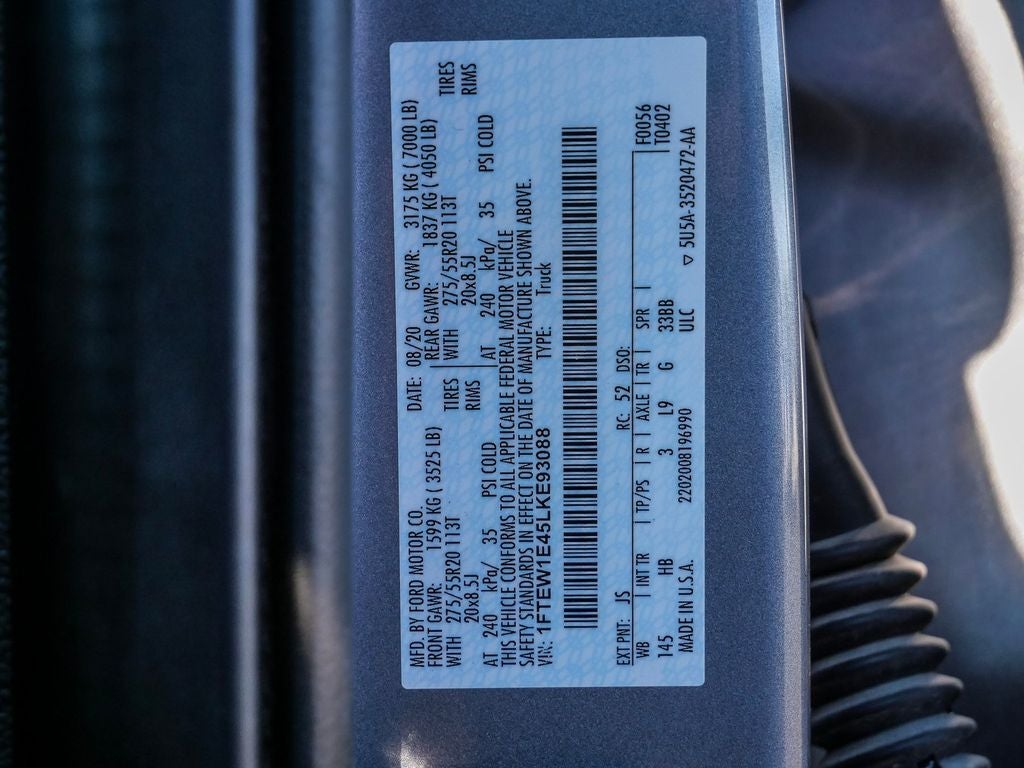 MFD. BY FORD MOTOR CO. DATE: 08/20 GVWR: 3175 KG ( 7000 LB)
FRONT GAWR: 1599 KG ( 3525 LB) REAR GAWR: 1837 KG ( 4050 LB)
WITH 275/55R20 113T TIRES WITH 275/55R20 113T TIRES
20x8.5J RIMS 20x8.5J RIMS
AT 240 kPa/ 35 PSI COLD AT 240 kPa/ 35 PSI COLD
THIS VEHICLE CONFORMS TO ALL APPLICABLE FEDERAL MOTOR VEHICLE
SAFETY STANDARDS IN EFFECT ON THE DATE OF MANUFACTURE SHOWN ABOVE.
VIN: 1FTEW1E45LKE93088 TYPE: Truck
EXT PNT: JS RC: 52 DSO: F0056
WB | INT TR | TP/PS | R | AXLE | TR | SPR | T0402
145 HB 3 L9 G 33BB
MADE IN U.S.A. 2202008196990 ULC ▽ 5U5A-3520472-AA